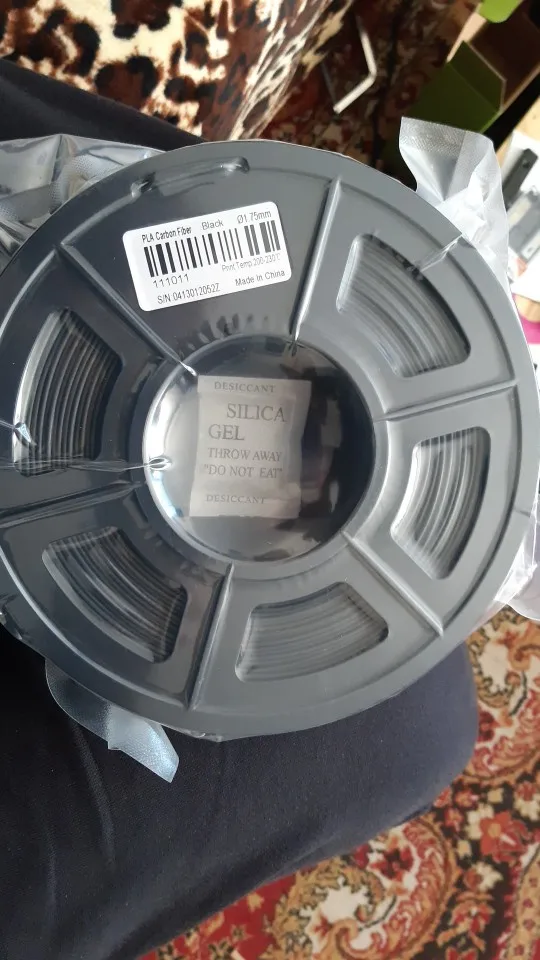 PLA Carbon Fiber Black Ø1.75mm
Print Temp.200-230°C
111011
Made In China
S/N:0413012052Z
DESICCANT
SILICA
GEL
THROW AWAY
"DO NOT EAT"
DESICCANT